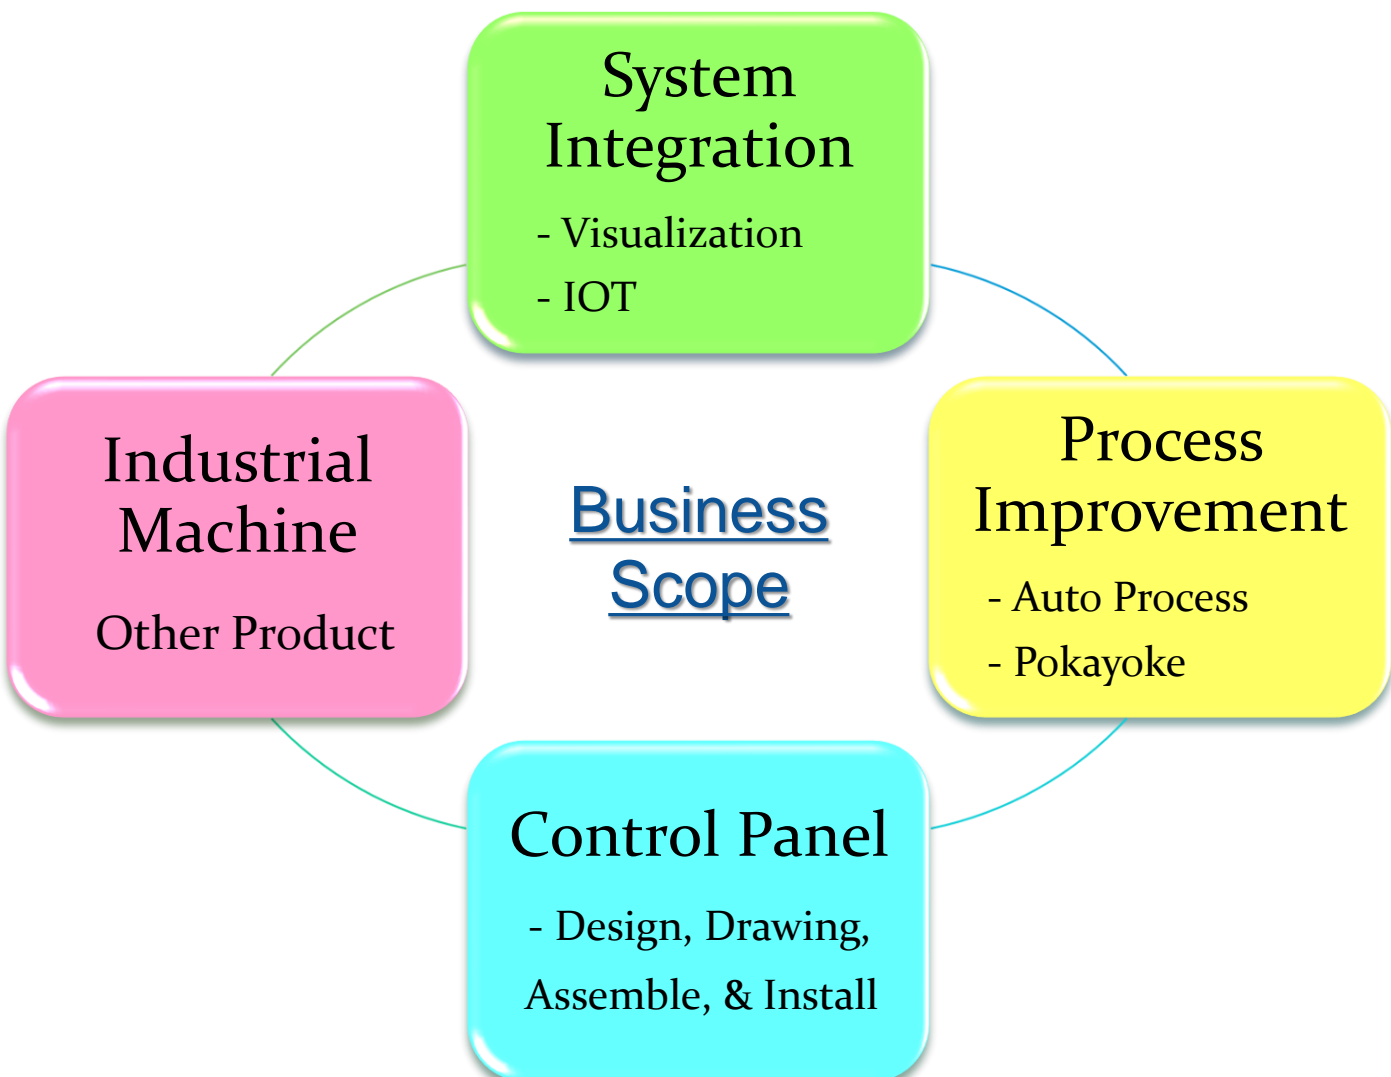 System
Integration
- Visualization
- IOT
Industrial
Machine
Other Product
Business
Scope
Process
Improvement
- Auto Process
- Pokayoke
Control Panel
- Design, Drawing,
Assemble, & Install